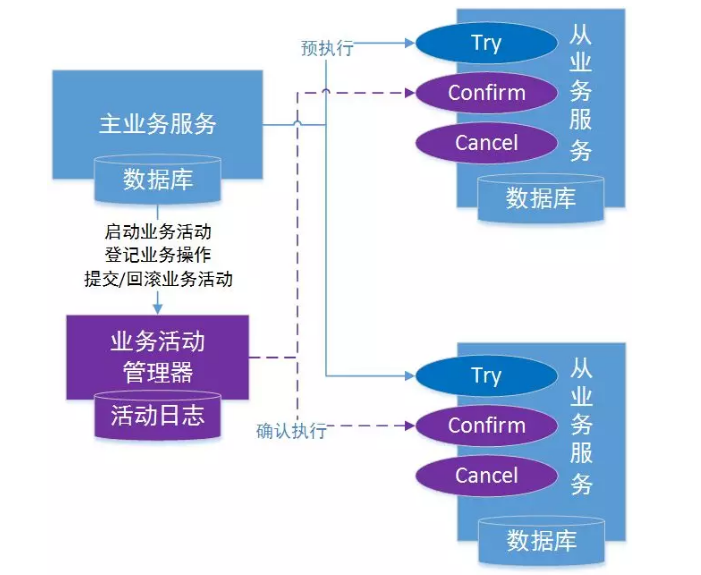 预执行
Try
Confirm
Cancel
从业务服务
数据库
主业务服务
数据库
启动业务活动
登记业务操作
提交/回滚业务活动
业务活动
管理器
活动日志
确认执行
Try
Confirm
Cancel
从业务服务
数据库